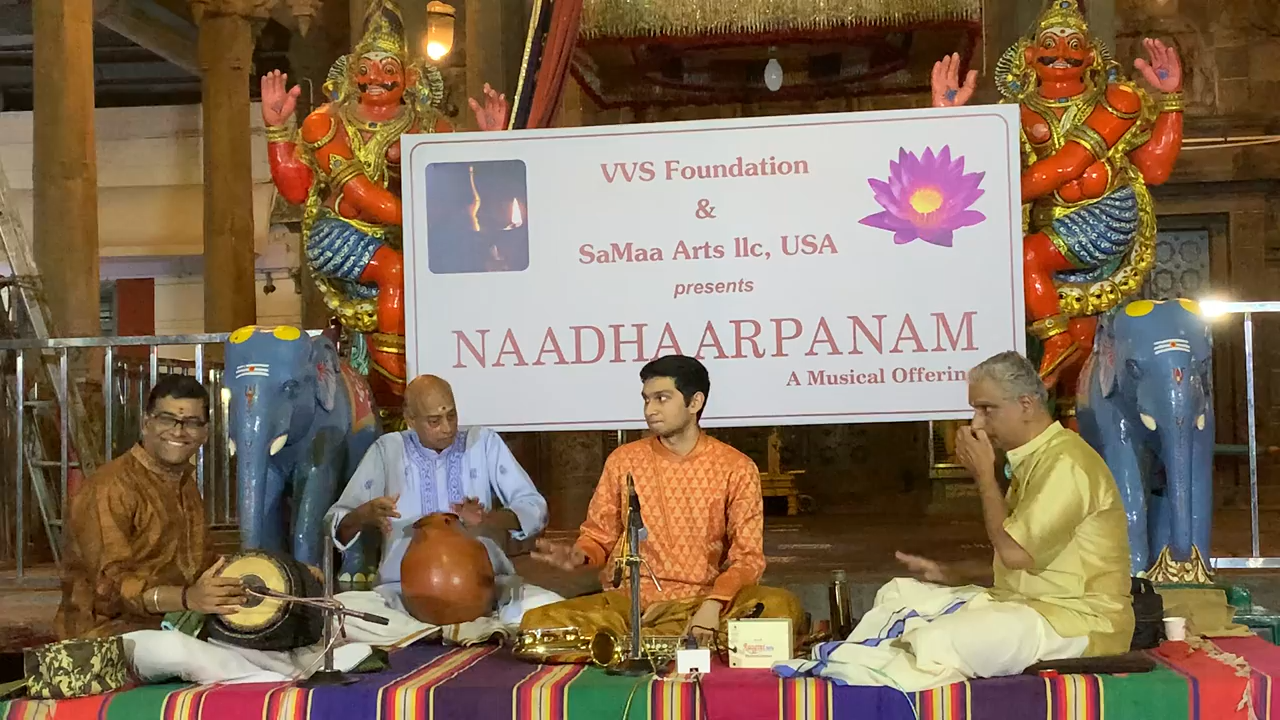 VVS Foundation
&
SaMaa Arts llc, USA
presents
NAADHAARPANAM
A Musical Offerin